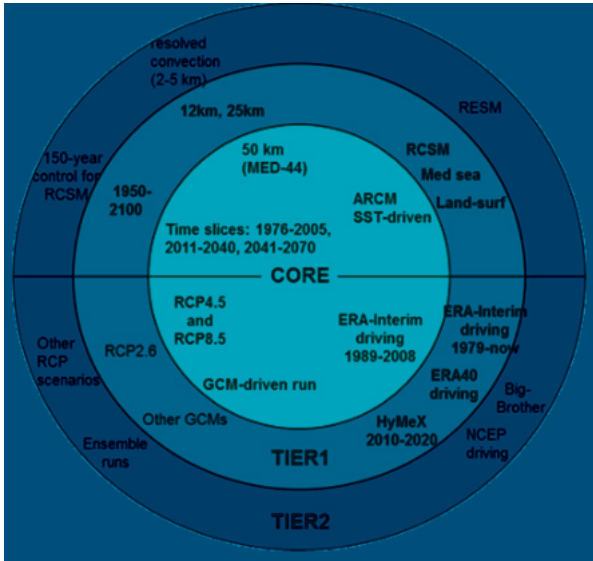 resolved
convection
(2-5 km)
RESM
12km, 25km
50 km
(MED-44)
RCSM
150-year
control for
RCSM
Med sea
1950-
2100
ARCM
SST-driven
Land-surf
Time slices: 1976-2005,
2011-2040, 2041-2070
CORE
RCP4.5
and
RCP8.5
ERA-Interim
driving
1989-2008
ERA-Interim
driving
1979-now
Other
RCP
scenarios
RCP2.6
GCM-driven run
ERA40
driving
Big-
Brother
Other GCMs
HyMeX
2010-2020
NCEP
driving
Ensemble
runs
TIER1
TIER2